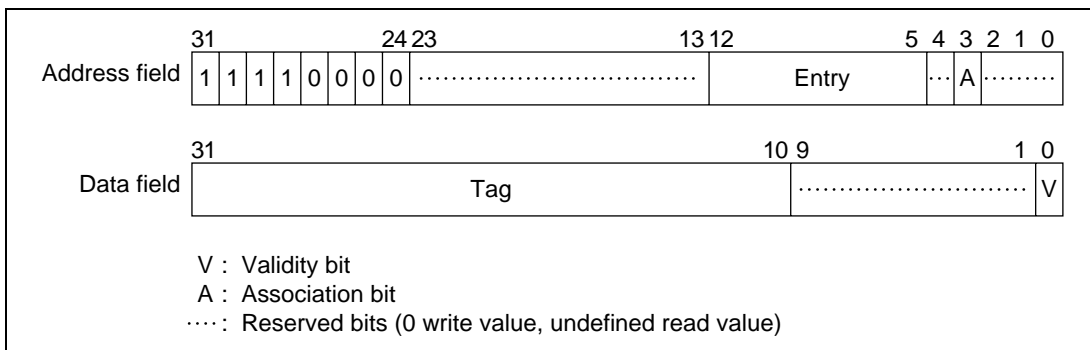 31 24 23 13 12 5 4 3 2 1 0
Address field 1 1 1 1 0 0 0 0 ........ Entry ... A ........
31 10 9 1 0
Data field Tag ........ V
V : Validity bit
A : Association bit
.... : Reserved bits (0 write value, undefined read value)